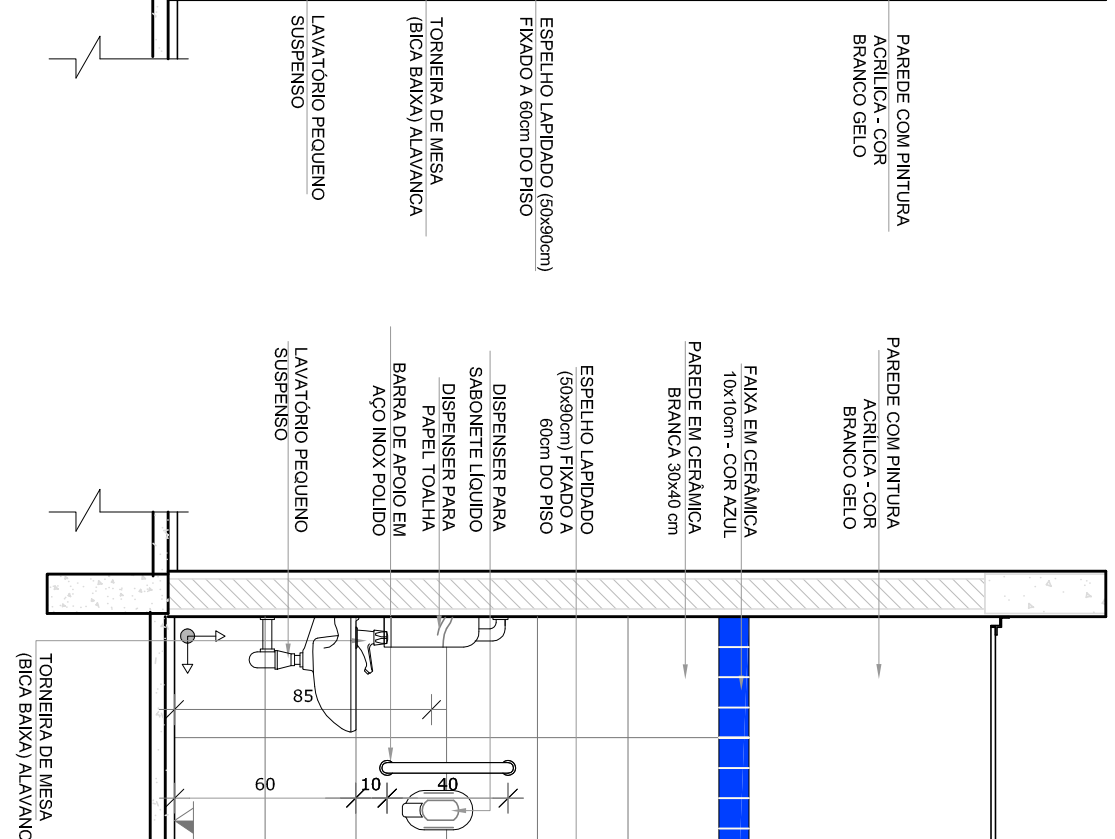 PAREDE COM PINTURA
ACRÍLICA - COR
BRANCO GELO
ESPELHO LAPIDADO (50x90cm)
FIXADO A 60cm DO PISO
TORNEIRA DE MESA
(BICA BAIXA) ALAVANCA
LAVATÓRIO PEQUENO
SUSPENSO
PAREDE COM PINTURA
ACRÍLICA - COR
BRANCO GELO
FAIXA EM CERÂMICA
10x10cm - COR AZUL
PAREDE EM CERÂMICA
BRANCA 30x40 cm
ESPELHO LAPIDADO
(50x90cm) FIXADO A
60cm DO PISO
DISPENSER PARA
SABONETE LÍQUIDO
DISPENSER PARA
PAPEL TOALHA
BARRA DE APOIO EM
AÇO INOX POLIDO
LAVATÓRIO PEQUENO
SUSPENSO
TORNEIRA DE MESA
(BICA BAIXA) ALAVANC
85
60
10
40